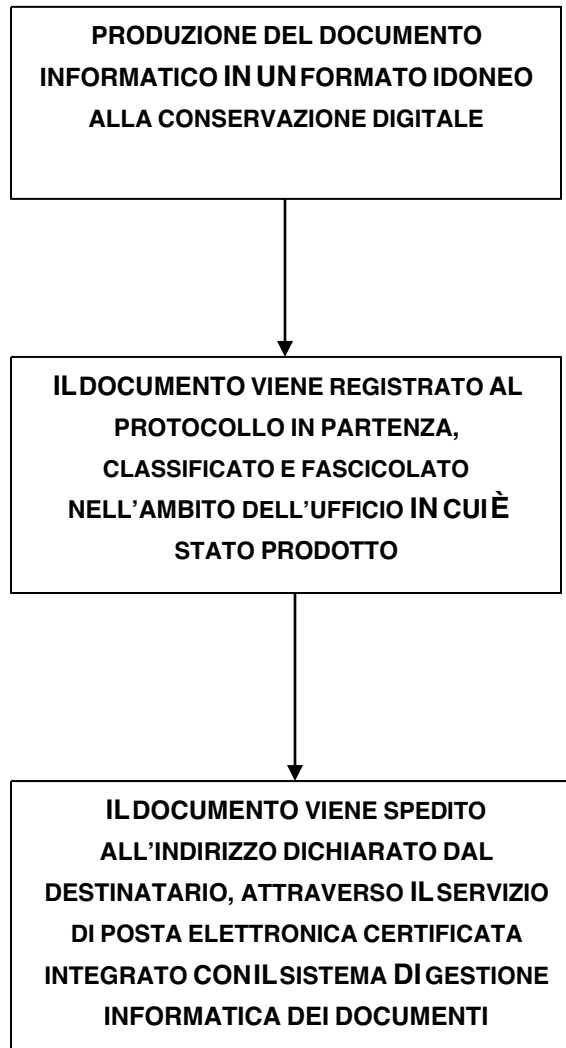 PRODUZIONE DEL DOCUMENTO
INFORMATICO IN UN FORMATO IDONEO
ALLA CONSERVAZIONE DIGITALE
IL DOCUMENTO VIENE REGISTRATO AL
PROTOCOLLO IN PARTENZA,
CLASSIFICATO E FASCICOLATO
NELL'AMBITO DELL'UFFICIO IN CUI È
STATO PRODOTTO
IL DOCUMENTO VIENE SPEDITO
ALL'INDIRIZZO DICHIARATO DAL
DESTINATARIO, ATTRAVERSO IL SERVIZIO
DI POSTA ELETTRONICA CERTIFICATA
INTEGRATO CON IL SISTEMA DI GESTIONE
INFORMATICA DEI DOCUMENTI